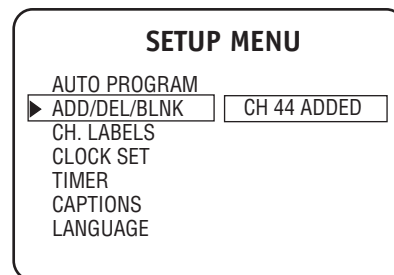 SETUP MENU
AUTO PROGRAM
ADD/DEL/BLNK CH 44 ADDED
CH. LABELS
CLOCK SET
TIMER
CAPTIONS
LANGUAGE